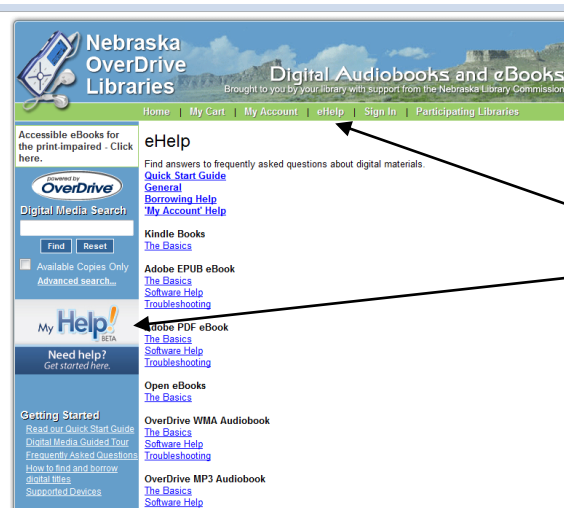 Nebraska
OverDrive
Libraries
Digital Audiobooks and eBooks
Brought to you by your library with support from the Nebraska Library Commission
Home | My Cart | My Account | eHelp | Sign In | Participating Libraries
Accessible eBooks for
the print-impaired - Click
here.
powered by
OverDrive
Digital Media Search
Find Reset
Available Copies Only
Advanced search...
My Help!
BETA
Need help?
Get started here.
Getting Started
Read our Quick Start Guide
Digital Media Guided Tour
Frequently Asked Questions
How to find and borrow
digital titles
Supported Devices
eHelp
Find answers to frequently asked questions about digital materials.
Quick Start Guide
General
Borrowing Help
'My Account' Help
Kindle Books
The Basics
Adobe EPUB eBook
The Basics
Software Help
Troubleshooting
Adobe PDF eBook
The Basics
Software Help
Troubleshooting
Open eBooks
The Basics
OverDrive WMA Audiobook
The Basics
Software Help
Troubleshooting
OverDrive MP3 Audiobook
The Basics
Software Help